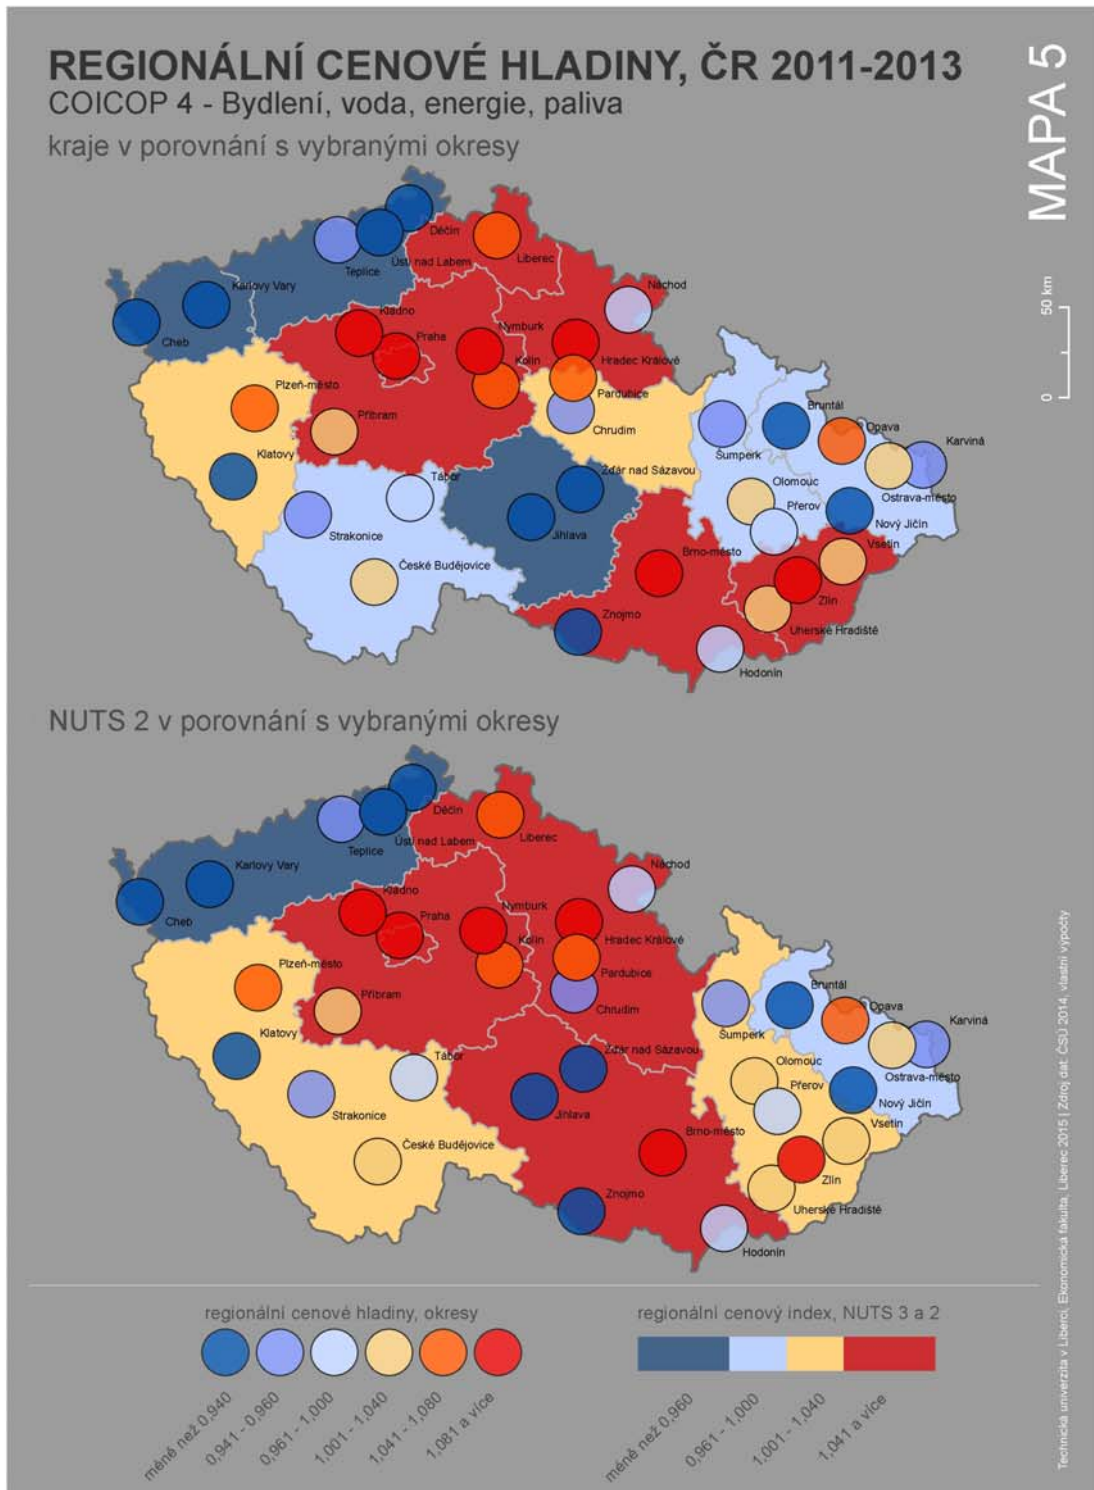 REGIONÁLNÍ CENOVÉ HLADINY, ČR 2011-2013
COICOP 4 - Bydlení, voda, energie, paliva
kraje v porovnání s vybranými okresy
MAPA 5
0 50 km
Děčín
Ústí nad Labem
Teplice
Liberec
Karlovy Vary
Cheb
Náchod
Kladno
Praha
Nymburk
Kolín
Hradec Králové
Pardubice
Chrudim
Plzeň-město
Příbram
Klatovy
Tábor
Žďár nad Sázavou
Jihlava
Strakonice
České Budějovice
Šumperk
Bruntál
Opava
Karviná
Ostrava-město
Olomouc
Přerov
Nový Jičín
Vsetín
Brno-město
Zlín
Uherské Hradiště
Znojmo
Hodonín
NUTS 2 v porovnání s vybranými okresy
Děčín
Ústí nad Labem
Teplice
Liberec
Karlovy Vary
Cheb
Náchod
Kladno
Praha
Nymburk
Kolín
Hradec Králové
Pardubice
Chrudim
Plzeň-město
Příbram
Klatovy
Tábor
Žďár nad Sázavou
Jihlava
Strakonice
České Budějovice
Šumperk
Bruntál
Opava
Karviná
Ostrava-město
Olomouc
Přerov
Nový Jičín
Vsetín
Brno-město
Zlín
Uherské Hradiště
Znojmo
Hodonín
regionální cenové hladiny, okresy
méně než 0,940
0,941 - 0,960
0,961 - 1,000
1,001 - 1,040
1,041 - 1,080
1,081 a více
regionální cenový index, NUTS 3 a 2
méně než 0,960
0,961 - 1,000
1,001 - 1,040
1,041 a více
Technická univerzita v Liberci, Ekonomická fakulta, Liberec 2015 | Zdroj dat: ČSÚ 2014, vlastní výpočty